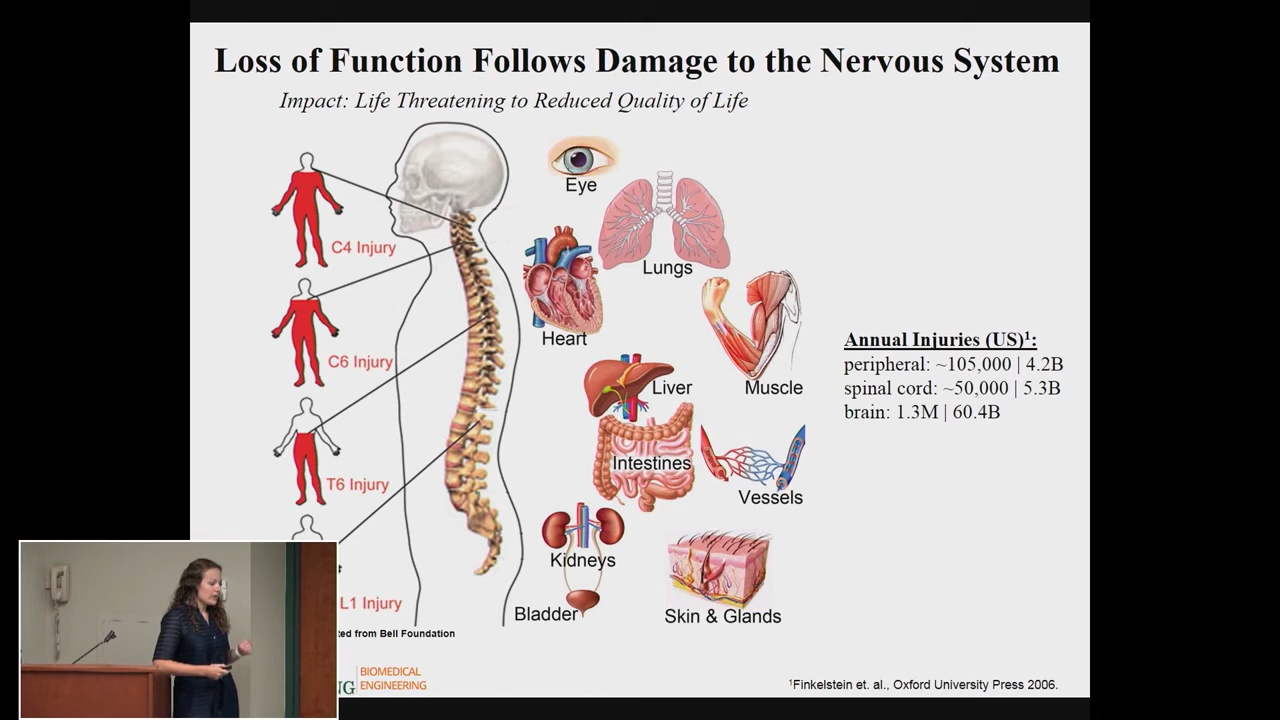 Loss of Function Follows Damage to the Nervous System
Impact: Life Threatening to Reduced Quality of Life
C4 Injury
C6 Injury
T6 Injury
L1 Injury
Eye
Lungs
Heart
Liver
Muscle
Intestines
Vessels
Kidneys
Bladder
Skin & Glands
Annual Injuries (US)¹:
peripheral: ~105,000 | 4.2B
spinal cord: ~50,000 | 5.3B
brain: 1.3M | 60.4B
from Bell Foundation
BIOMEDICAL
ENGINEERING
¹Finkelstein et. al., Oxford University Press 2006.